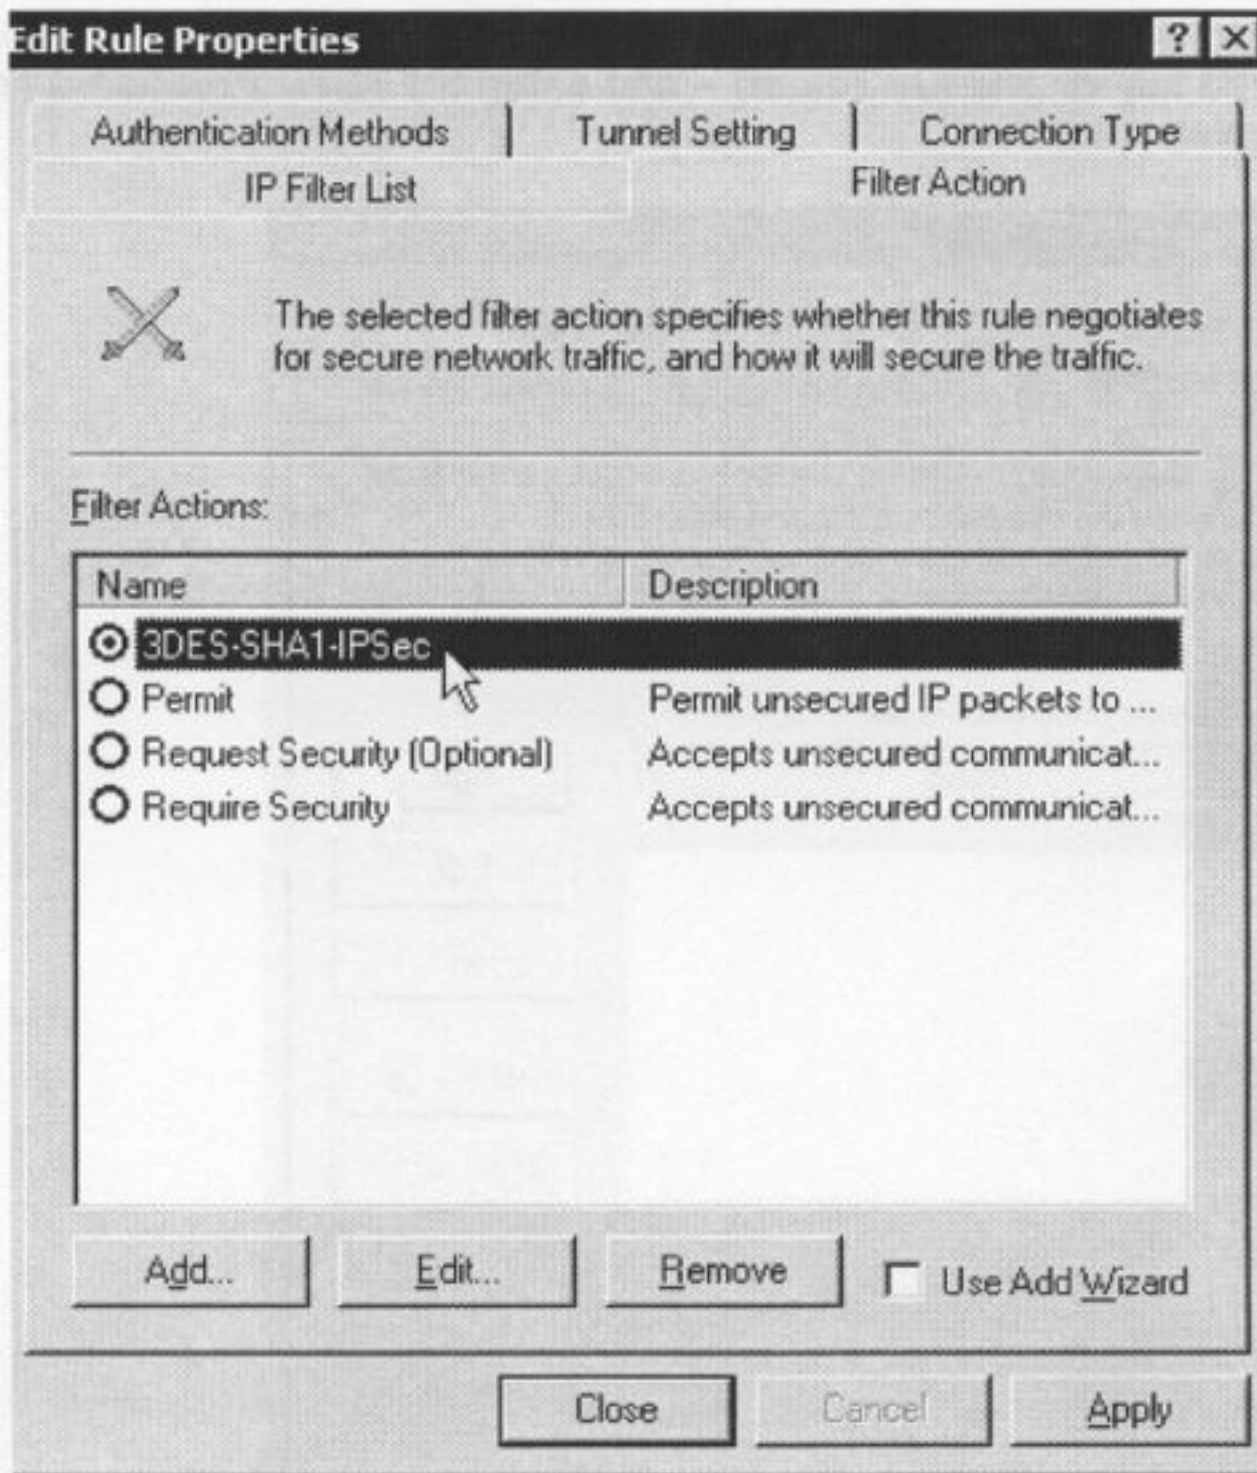 Edit Rule Properties
?
Authentication Methods
Tunnel Setting
Connection Type
IP Filter List
Filter Action
The selected filter action specifies whether this rule negotiates
for secure network traffic, and how it will secure the traffic.
Filter Actions:
Name
Description
3DES-SHA1-IPSec
Permit
Permit unsecured IP packets to ...
Request Security (Optional)
Accepts unsecured communicat...
Require Security
Accepts unsecured communicat...
Add...
Edit...
Remove
Use Add Wizard
Close
Cancel
Apply